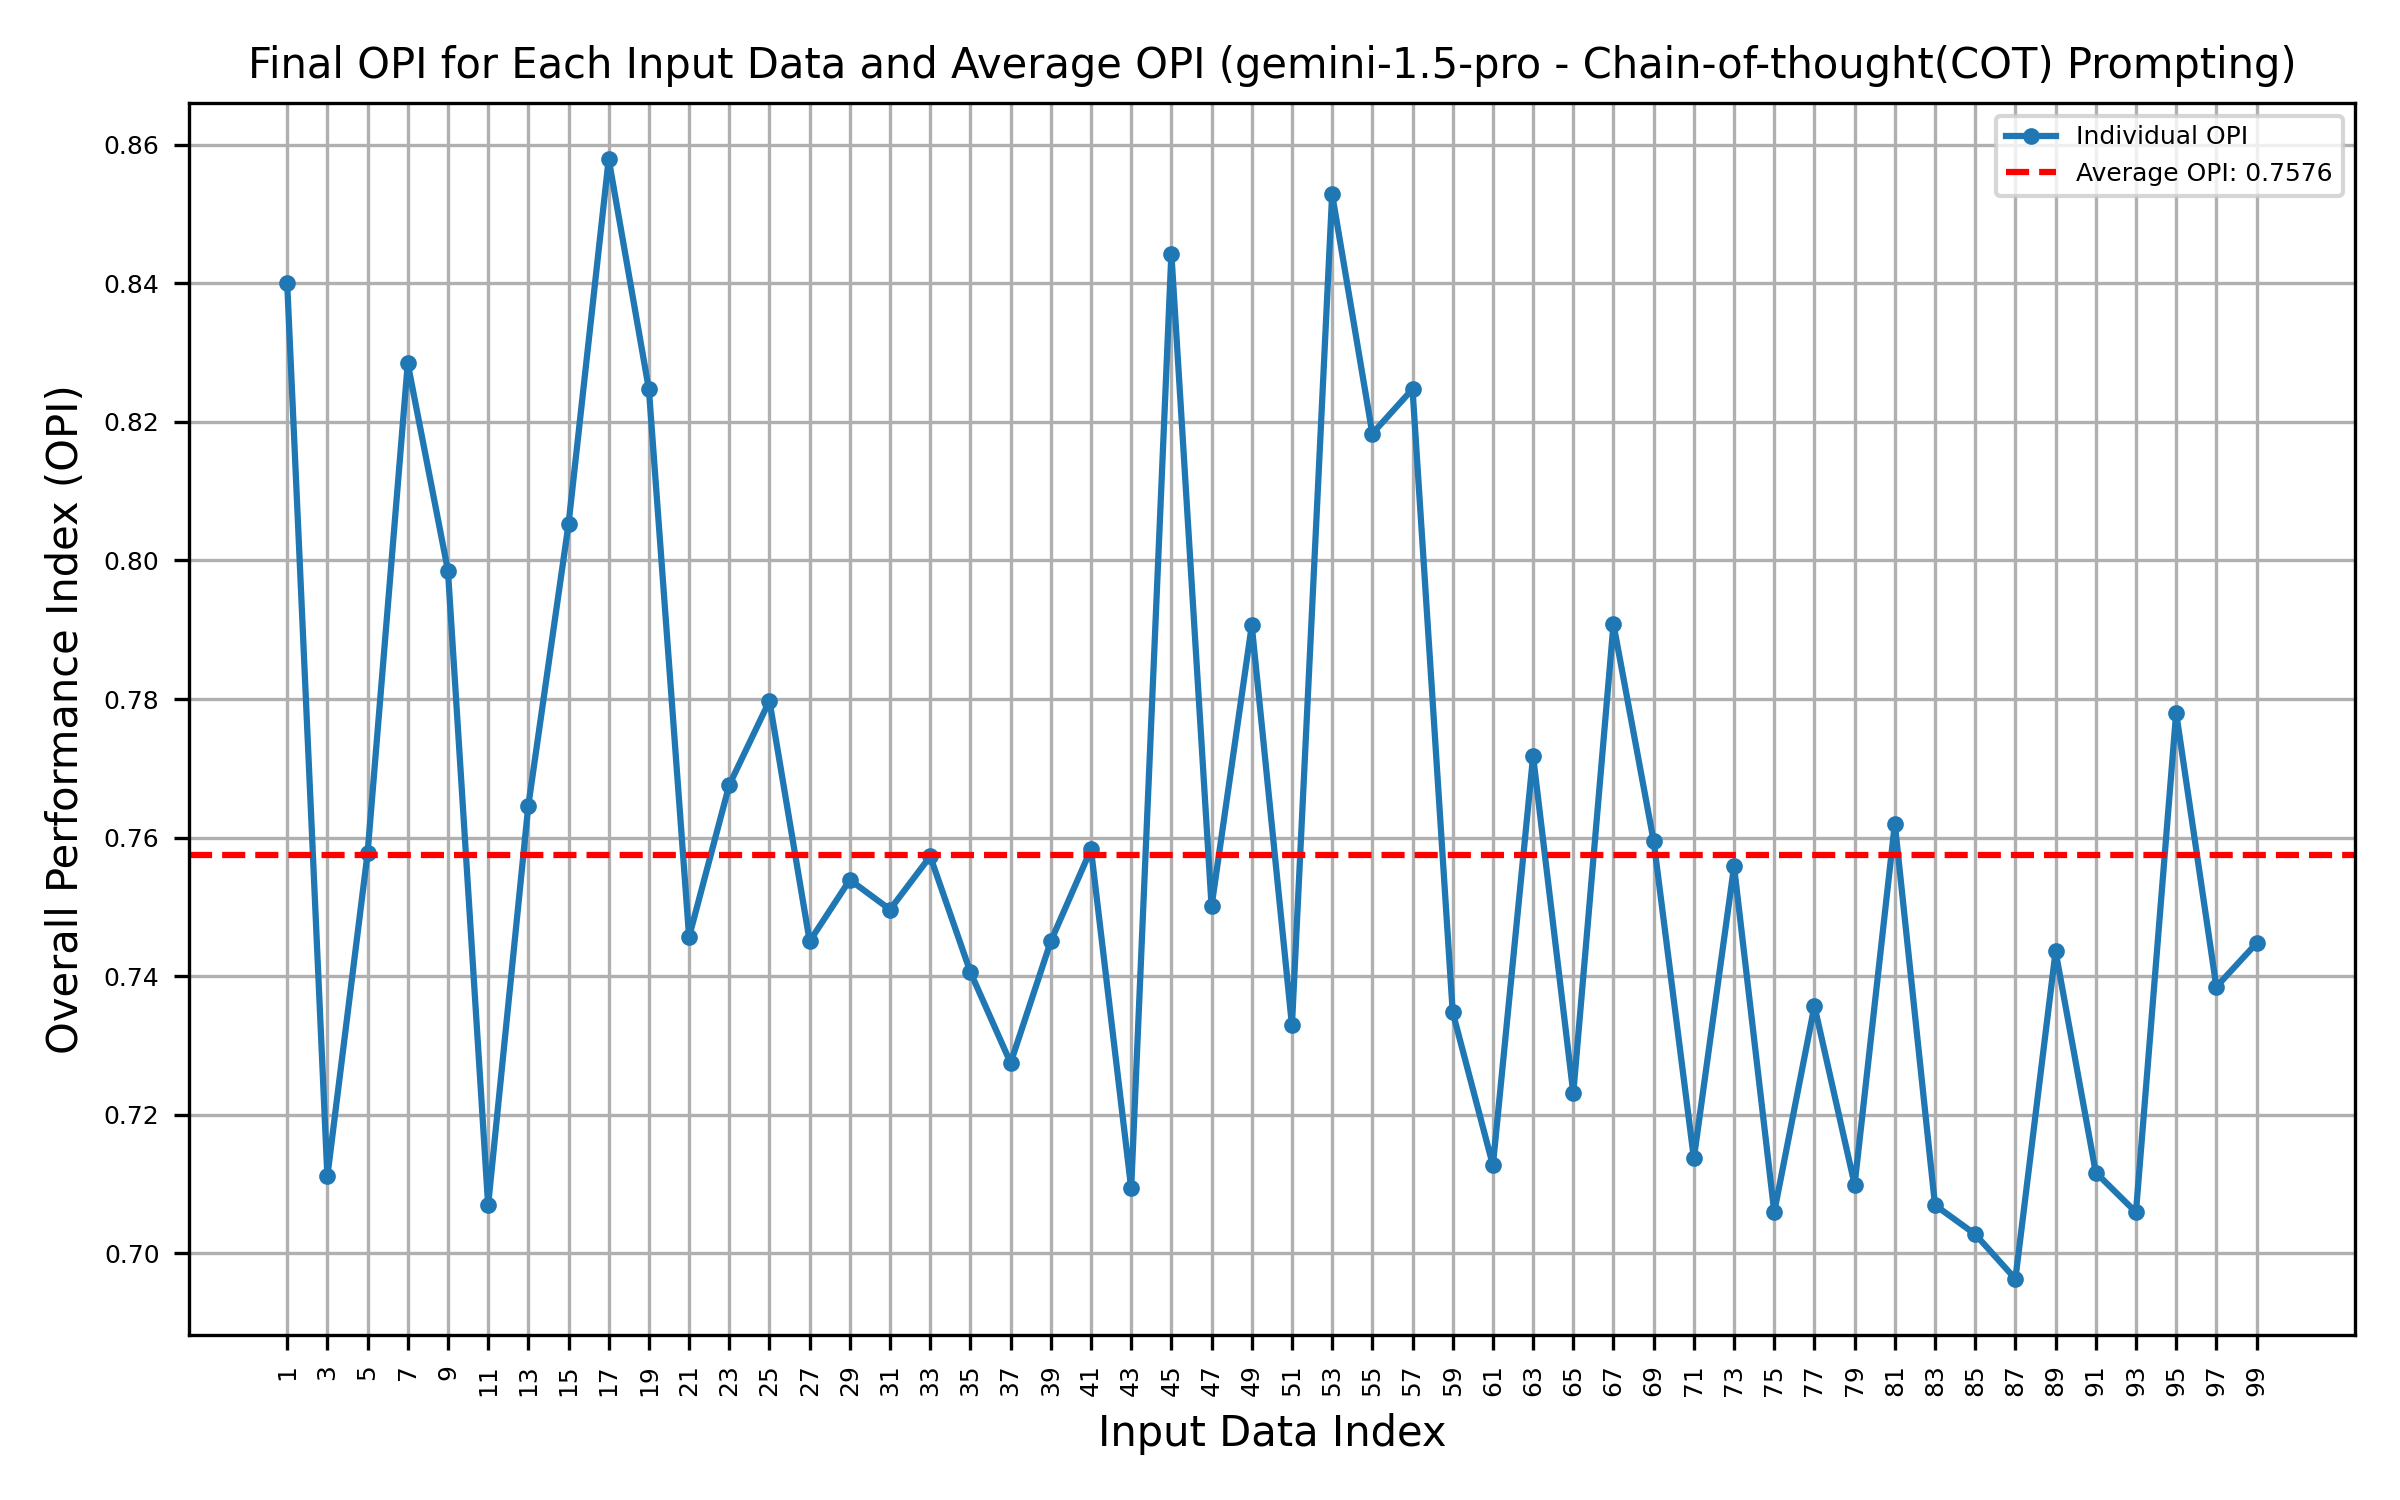 Final OPI for Each Input Data and Average OPI (gemini-1.5-pro - Chain-of-thought(COT) Prompting)
Individual OPI
Average OPI: 0.7576
Overall Performance Index (OPI)
0.86
0.84
0.82
0.80
0.78
0.76
0.74
0.72
0.70
1 3 5 7 9 11 13 15 17 19 21 23 25 27 29 31 33 35 37 39 41 43 45 47 49 51 53 55 57 59 61 63 65 67 69 71 73 75 77 79 81 83 85 87 89 91 93 95 97 99
Input Data Index